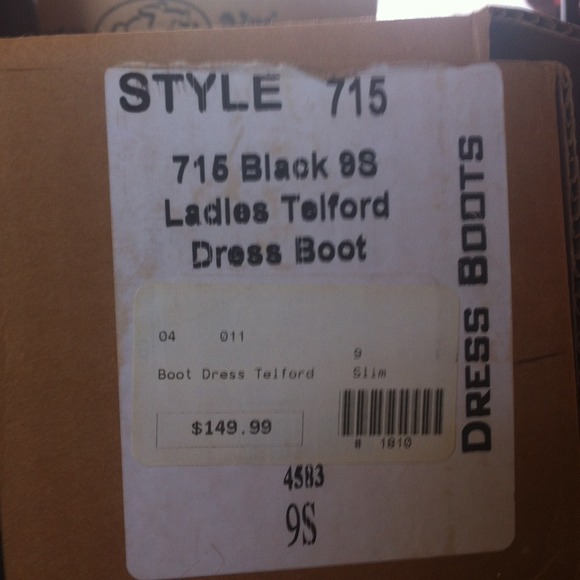 STYLE 715
715 Black 9S
Ladies Telford
Dress Boot
DRESS BOOTS
04 011
9
Boot Dress Telford Slim
$149.99
# 1810
4583
9S